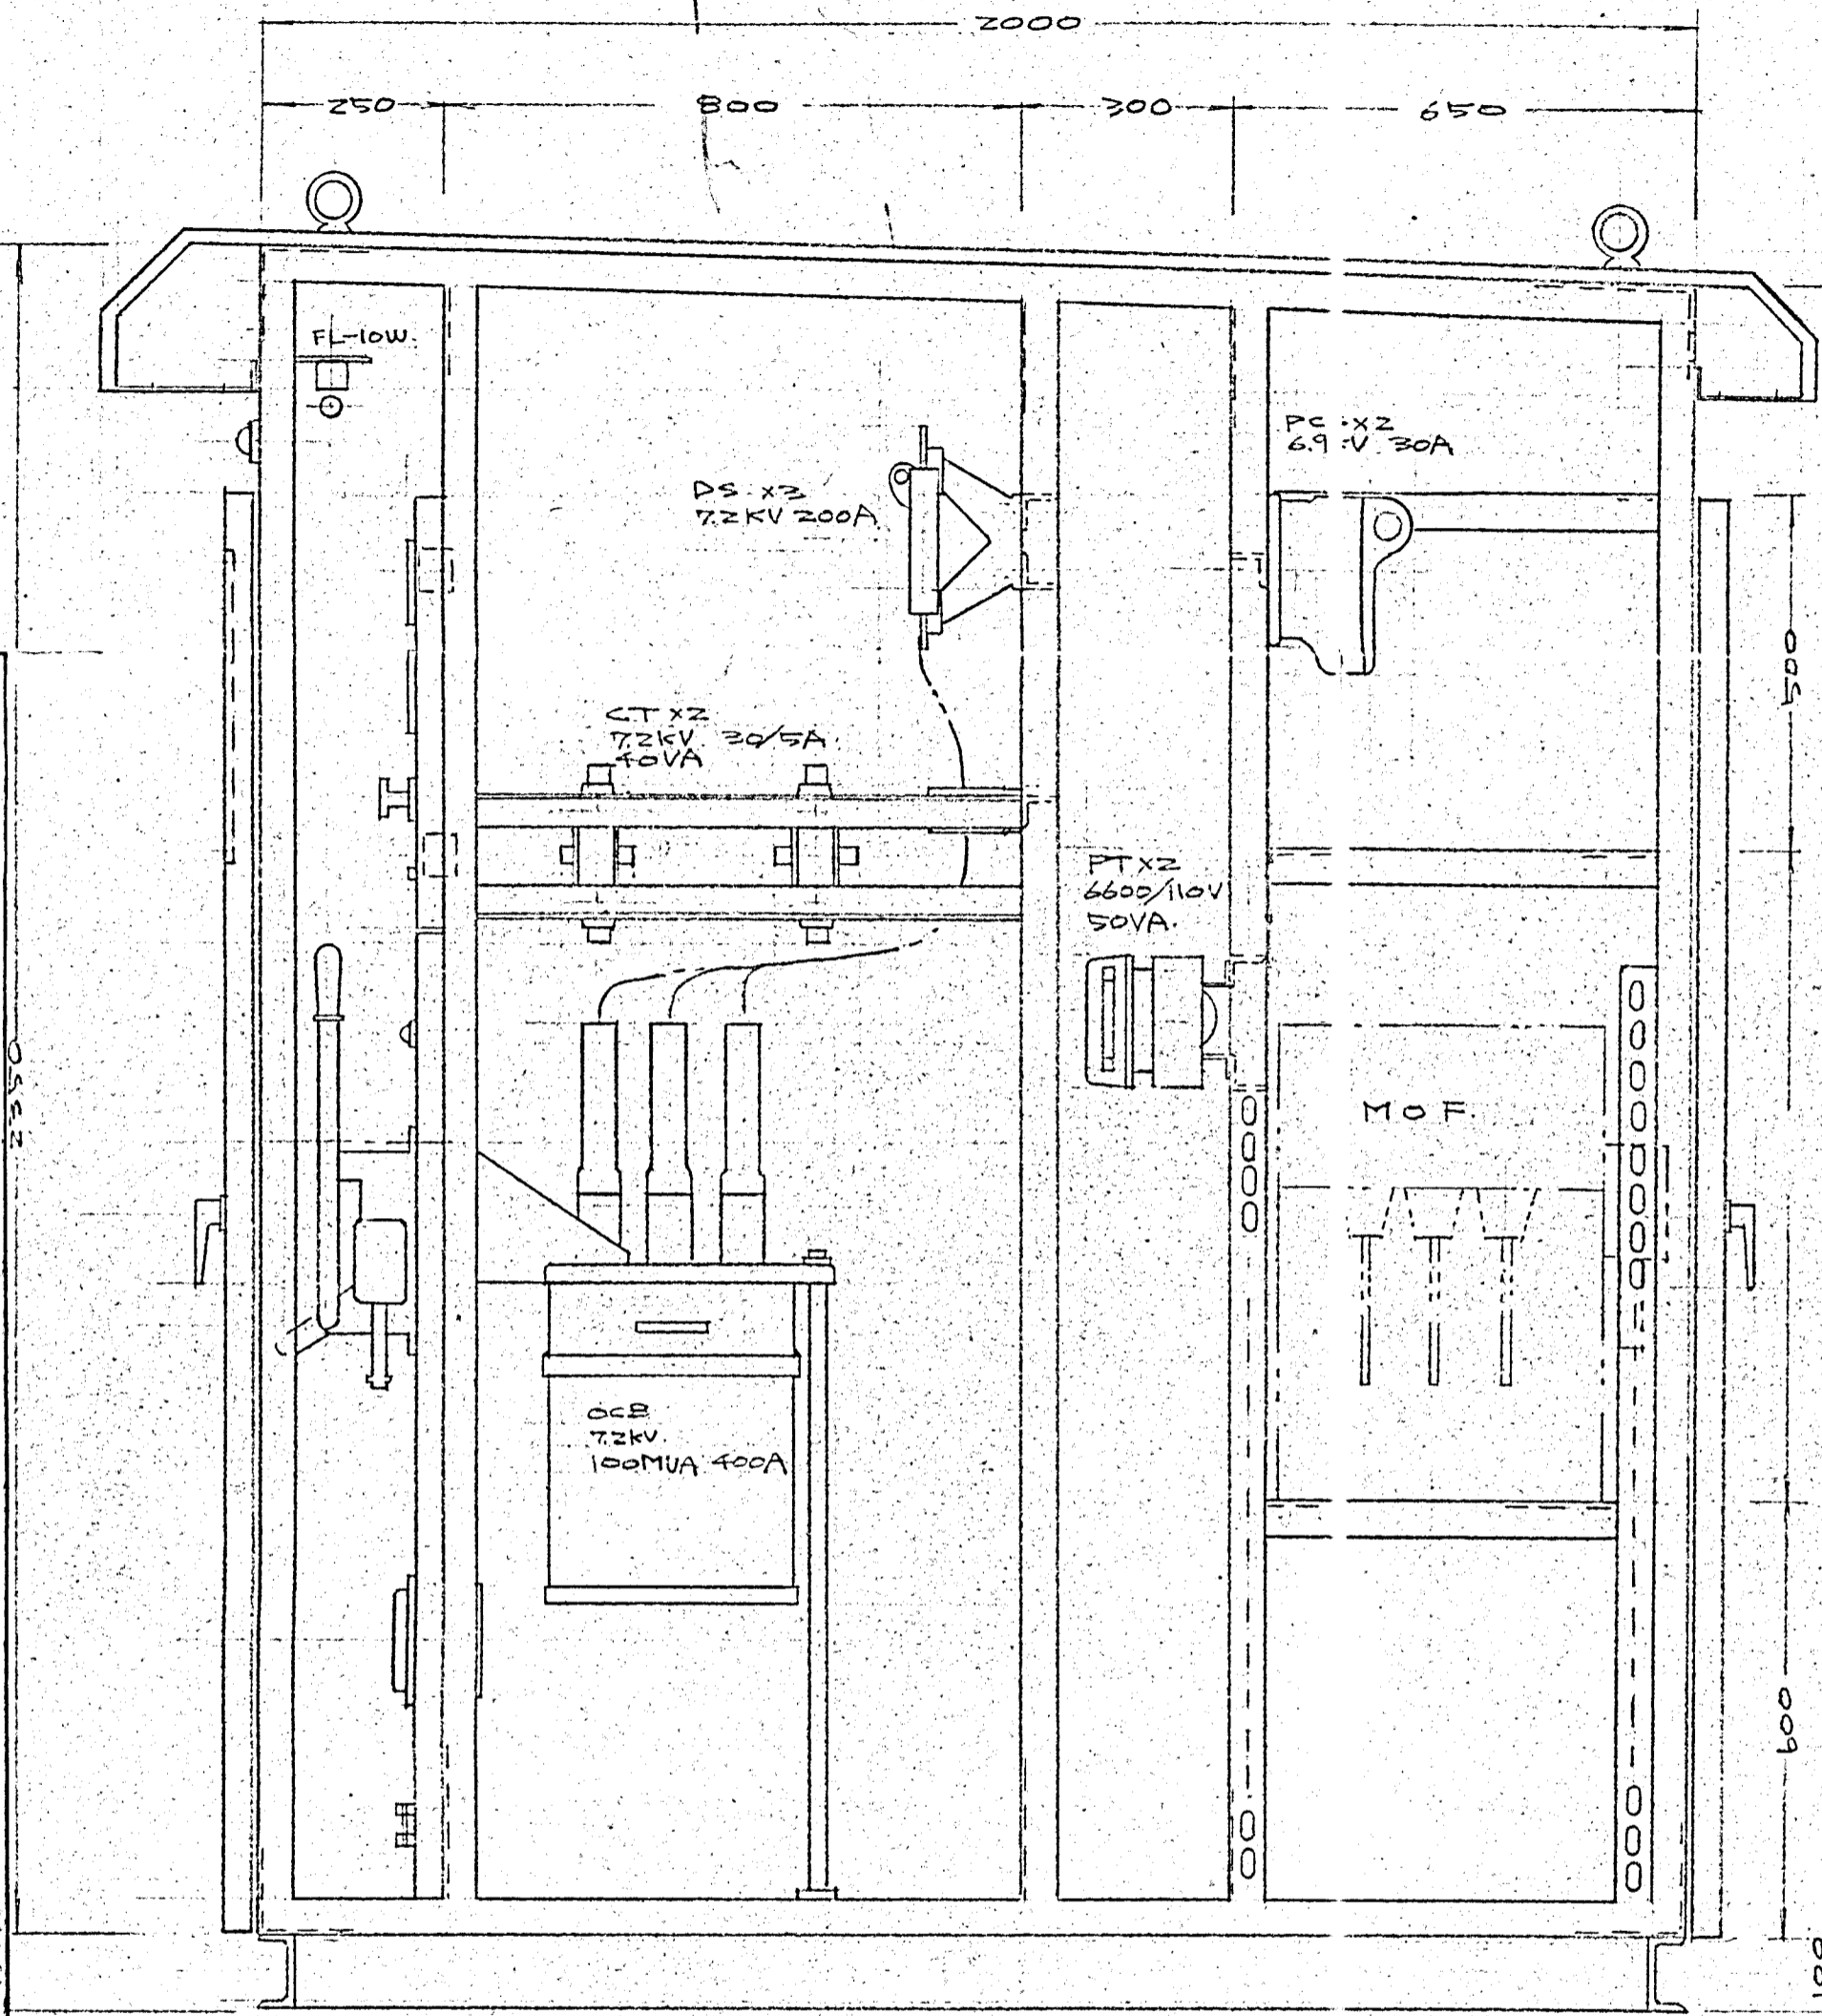 2000
250 800 300 650
FL-10W.
PC X2
6.9 V 30A
DS X3
7.2KV 200A
500
CT X2
7.2KV 30/5A
40VA
PT X2
6600/110V
50VA.
2350
MOF.
OCB
7.2kV.
100MVA 400A
600
100